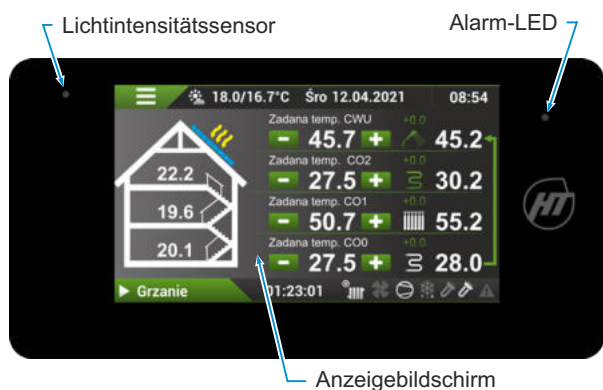 Lichtintensitätssensor
Alarm-LED
18.0/16.7°C Śro 12.04.2021 08:54
Zadana temp. CWU +0.0
- 45.7 + 45.2
Zadana temp. CO2 +0.0
- 27.5 + 30.2
Zadana temp. CO1 +0.0
- 50.7 + 55.2
Zadana temp. CO0 +0.0
- 27.5 + 28.0
22.2
19.6
20.1
HT
Grzanie 01:23:01
Anzeigebildschirm